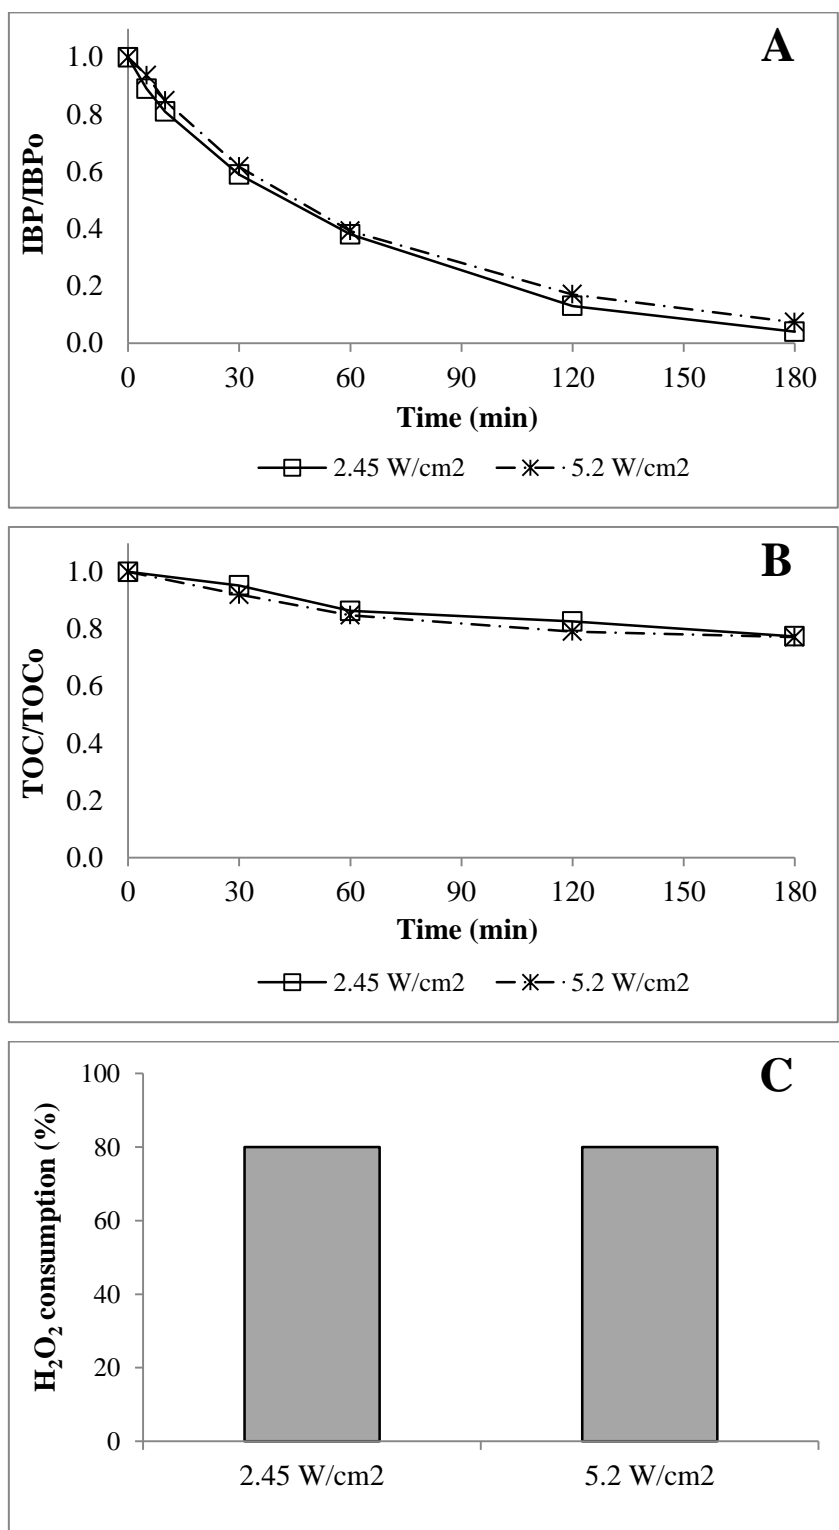 A
1.0
0.8
0.6
0.4
0.2
0.0
IBP/IBPo
0 30 60 90 120 150 180
Time (min)
2.45 W/cm2 5.2 W/cm2
B
1.0
0.8
0.6
0.4
0.2
0.0
TOC/TOCo
0 30 60 90 120 150 180
Time (min)
2.45 W/cm2 5.2 W/cm2
C
100
80
60
40
20
0
H₂O₂ consumption (%)
2.45 W/cm2 5.2 W/cm2